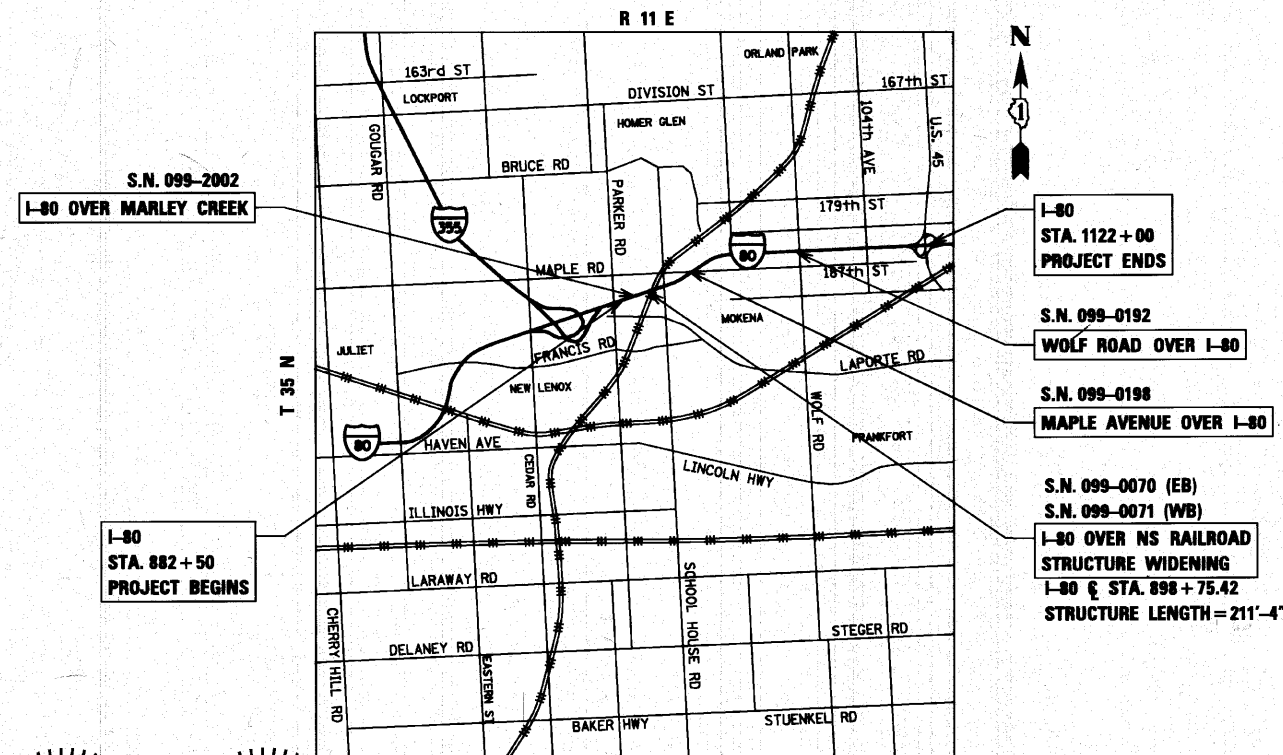 R 11 E
N
1
ORLAND PARK
163rd ST
167th ST
LOCKPORT
DIVISION ST
HOMER GLEN
104th AVE
U.S. 45
GOUGAR RD
BRUCE RD
S.N. 099-2002
I-80 OVER MARLEY CREEK
PARKER RD
179th ST
355
80
I-80
STA. 1122+00
PROJECT ENDS
MAPLE RD
187th ST
MOKENA
S.N. 099-0192
WOLF ROAD OVER I-80
JULIET
FRANCIS RD
LAPORTE RD
T 35 N
NEW LENOX
S.N. 099-0198
MAPLE AVENUE OVER I-80
WOLF RD
80
HAVEN AVE
FRANKFORT
CEDAR RD
LINCOLN HWY
S.N. 099-0070 (EB)
S.N. 099-0071 (WB)
I-80 OVER NS RAILROAD
STRUCTURE WIDENING
I-80 ℄ STA. 898+75.42
STRUCTURE LENGTH=211'-4"
ILLINOIS HWY
I-80
STA. 882+50
PROJECT BEGINS
LARAWAY RD
SCHOOL HOUSE RD
CHERRY HILL RD
STEGER RD
DELANEY RD
EASTERN ST
BAKER HWY
STUENKEL RD